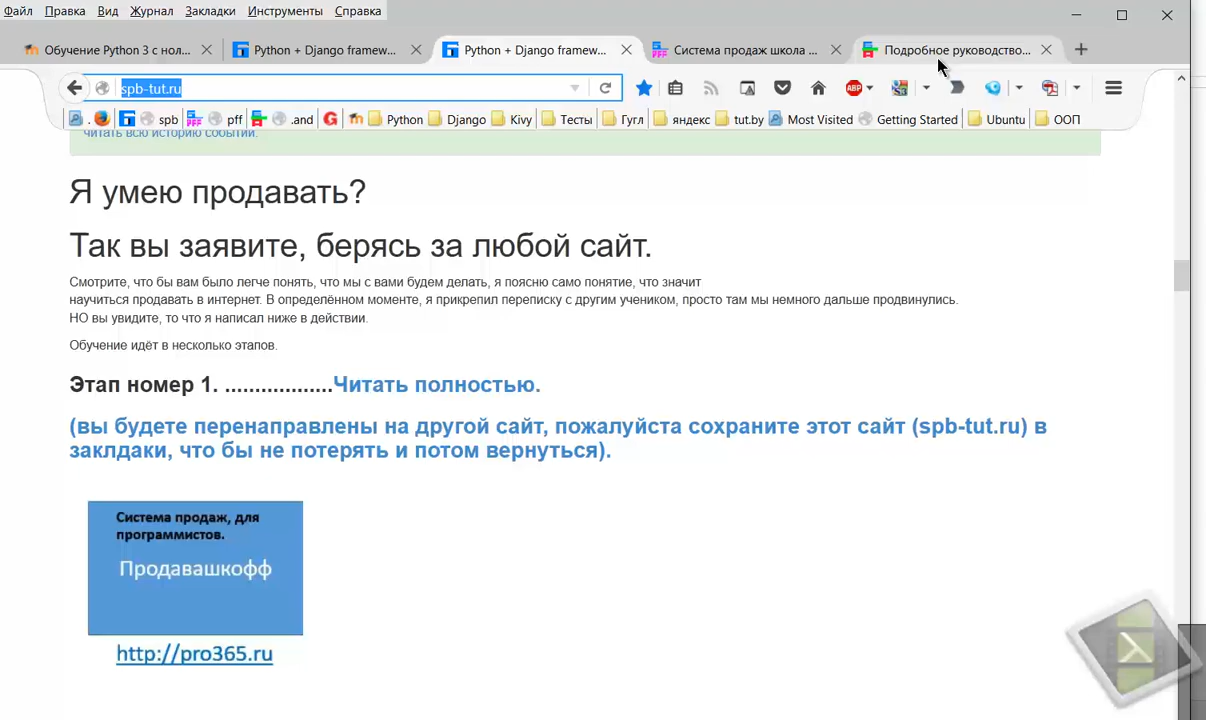 Файл Правка Вид Журнал Закладки Инструменты Справка
Обучение Python 3 с нол... Python + Django framew... Python + Django framew... Система продаж школа ... Подробное руководство...
spb-tut.ru
. spb pff .and Python Django Kivy Тесты Гугл яндекс tut.by Most Visited Getting Started Ubuntu ООП
читать всю историю событий.
Я умею продавать?
Так вы заявите, берясь за любой сайт.
Смотрите, что бы вам было легче понять, что мы с вами будем делать, я поясню само понятие, что значит
научиться продавать в интернет. В определённом моменте, я прикрепил переписку с другим учеником, просто там мы немного дальше продвинулись.
НО вы увидите, то что я написал ниже в действии.
Обучение идёт в несколько этапов.
Этап номер 1. ..................Читать полностью.
(вы будете перенаправлены на другой сайт, пожалуйста сохраните этот сайт (spb-tut.ru) в
закладаки, что бы не потерять и потом вернуться).
Система продаж, для
программистов.
Продавашкофф
http://pro365.ru